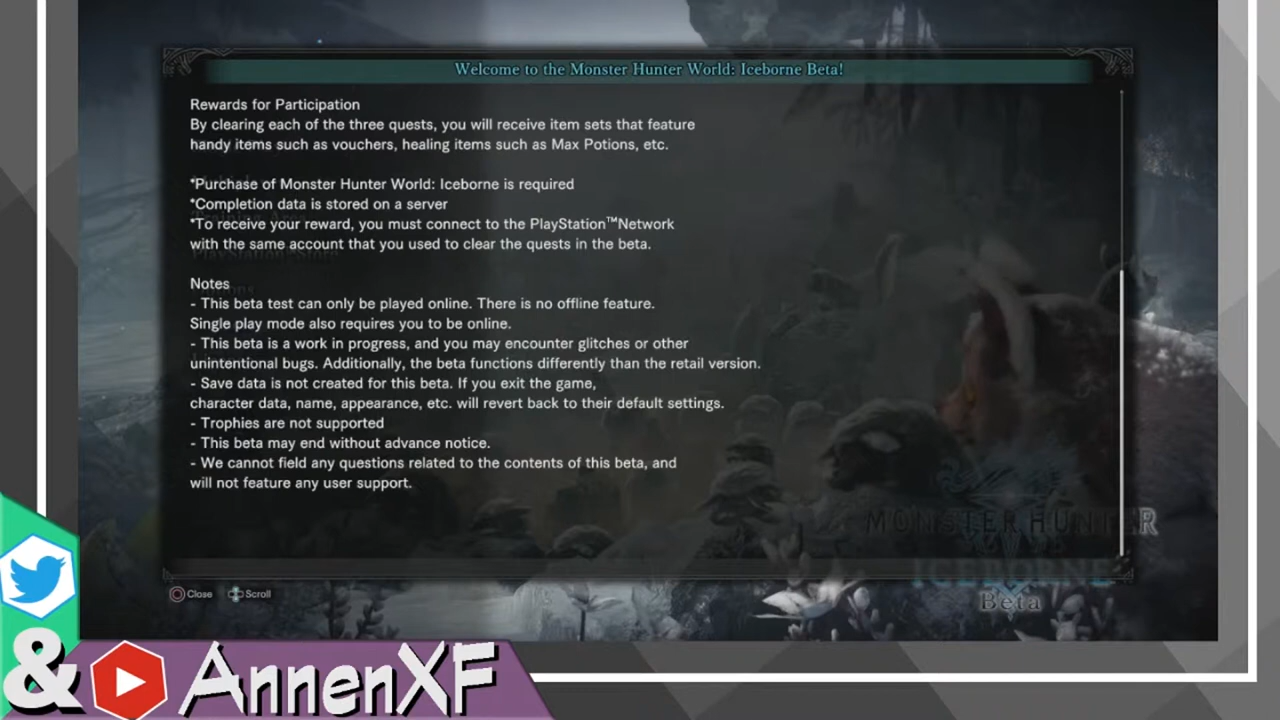 Welcome to the Monster Hunter World: Iceborne Beta!
Rewards for Participation
By clearing each of the three quests, you will receive item sets that feature
handy items such as vouchers, healing items such as Max Potions, etc.
*Purchase of Monster Hunter World: Iceborne is required
*Completion data is stored on a server
*To receive your reward, you must connect to the PlayStation™Network
with the same account that you used to clear the quests in the beta.
Notes
- This beta test can only be played online. There is no offline feature.
Single play mode also requires you to be online.
- This beta is a work in progress, and you may encounter glitches or other
unintentional bugs. Additionally, the beta functions differently than the retail version.
- Save data is not created for this beta. If you exit the game,
character data, name, appearance, etc. will revert back to their default settings.
- Trophies are not supported
- This beta may end without advance notice.
- We cannot field any questions related to the contents of this beta, and
will not feature any user support.
MONSTER HUNTER
ICEBORNE
Beta
Close Scroll
& AnnenXF